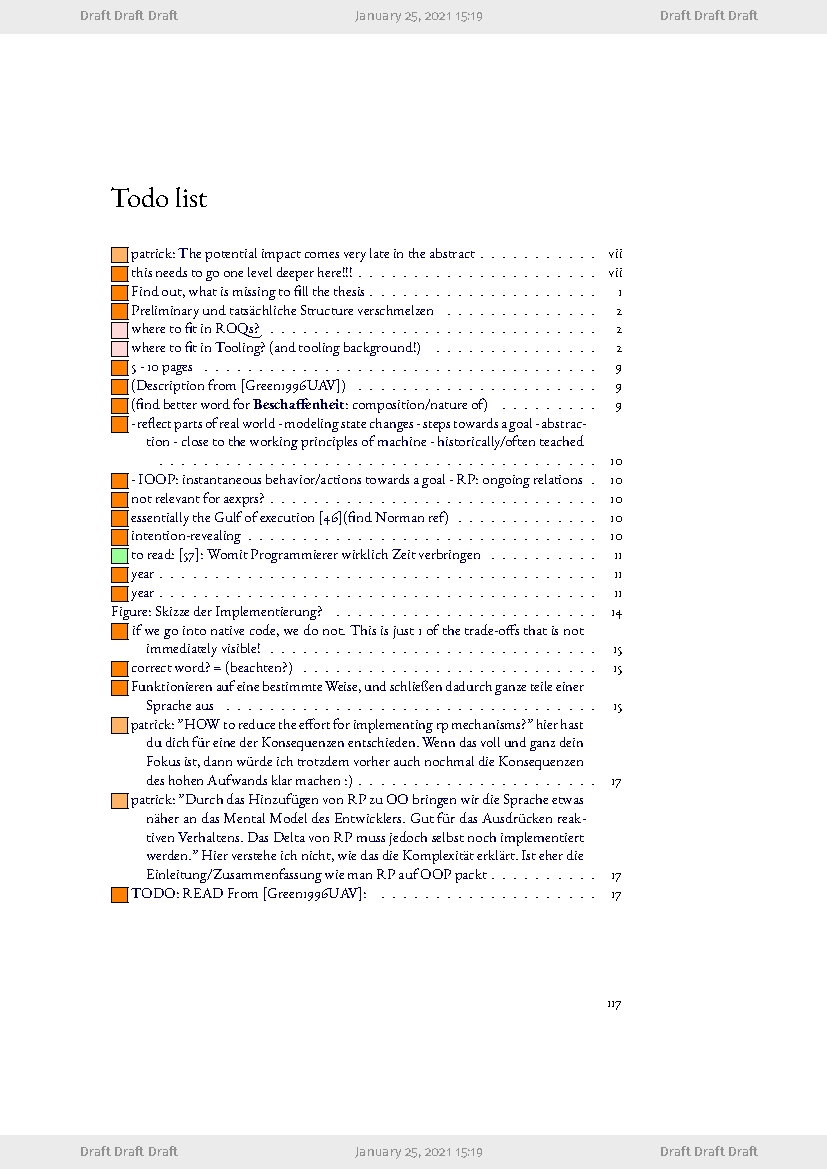 Draft Draft Draft January 25, 2021 15:19 Draft Draft Draft
Todo list
patrick: The potential impact comes very late in the abstract . . . . . . . . . . . vii
this needs to go one level deeper here!!! . . . . . . . . . . . . . . . . . . . . . . vii
Find out, what is missing to fill the thesis . . . . . . . . . . . . . . . . . . . . . 1
Preliminary und tatsächliche Structure verschmelzen . . . . . . . . . . . . . 2
where to fit in ROQs? . . . . . . . . . . . . . . . . . . . . . . . . . . . . . 2
where to fit in Tooling? (and tooling background!) . . . . . . . . . . . . . 2
5 - 10 pages . . . . . . . . . . . . . . . . . . . . . . . . . . . . . . . . . 9
(Description from [Green1996UAV]) . . . . . . . . . . . . . . . . . . . . . 9
(find better word for Beschaffenheit: composition/nature of) . . . . . . . . . 9
- reflect parts of real world - modeling state changes - steps towards a goal - abstrac-
tion - close to the working principles of machine - historically/often teached
. . . . . . . . . . . . . . . . . . . . . . . . . . . . . . . . . . . . . . . 10
- IOOP: instantaneous behavior/actions towards a goal - RP: ongoing relations . 10
not relevant for aexprs? . . . . . . . . . . . . . . . . . . . . . . . . . . . . . 10
essentially the Gulf of execution [46](find Norman ref) . . . . . . . . . . . . 10
intention-revealing . . . . . . . . . . . . . . . . . . . . . . . . . . . . . . . 10
to read: [57]: Womit Programmierer wirklich Zeit verbringen . . . . . . . . . . 11
year . . . . . . . . . . . . . . . . . . . . . . . . . . . . . . . . . . . . . . . 11
year . . . . . . . . . . . . . . . . . . . . . . . . . . . . . . . . . . . . . . . 11
Figure: Skizze der Implementierung? . . . . . . . . . . . . . . . . . . . . . . 14
if we go into native code, we do not. This is just 1 of the trade-offs that is not
immediately visible! . . . . . . . . . . . . . . . . . . . . . . . . . . . . . 15
correct word? = (beachten?) . . . . . . . . . . . . . . . . . . . . . . . . . . 15
Funktionieren auf eine bestimmte Weise, und schließen dadurch ganze teile einer
Sprache aus . . . . . . . . . . . . . . . . . . . . . . . . . . . . . . . . . 15
patrick: ”HOW to reduce the effort for implementing rp mechanisms?” hier hast
du dich für eine der Konsequenzen entschieden. Wenn das voll und ganz dein
Fokus ist, dann würde ich trotzdem vorher auch nochmal die Konsequenzen
des hohen Aufwands klar machen :) . . . . . . . . . . . . . . . . . . . . . . 17
patrick: ”Durch das Hinzufügen von RP zu OO bringen wir die Sprache etwas
näher an das Mental Model des Entwicklers. Gut für das Ausdrücken reak-
tiven Verhaltens. Das Delta von RP muss jedoch selbst noch implementiert
werden.” Hier verstehe ich nicht, wie das die Komplexität erklärt. Ist eher die
Einleitung/Zusammenfassung wie man RP auf OOP packt . . . . . . . . . . 17
TODO: READ From [Green1996UAV]: . . . . . . . . . . . . . . . . . . . . 17
117
Draft Draft Draft January 25, 2021 15:19 Draft Draft Draft